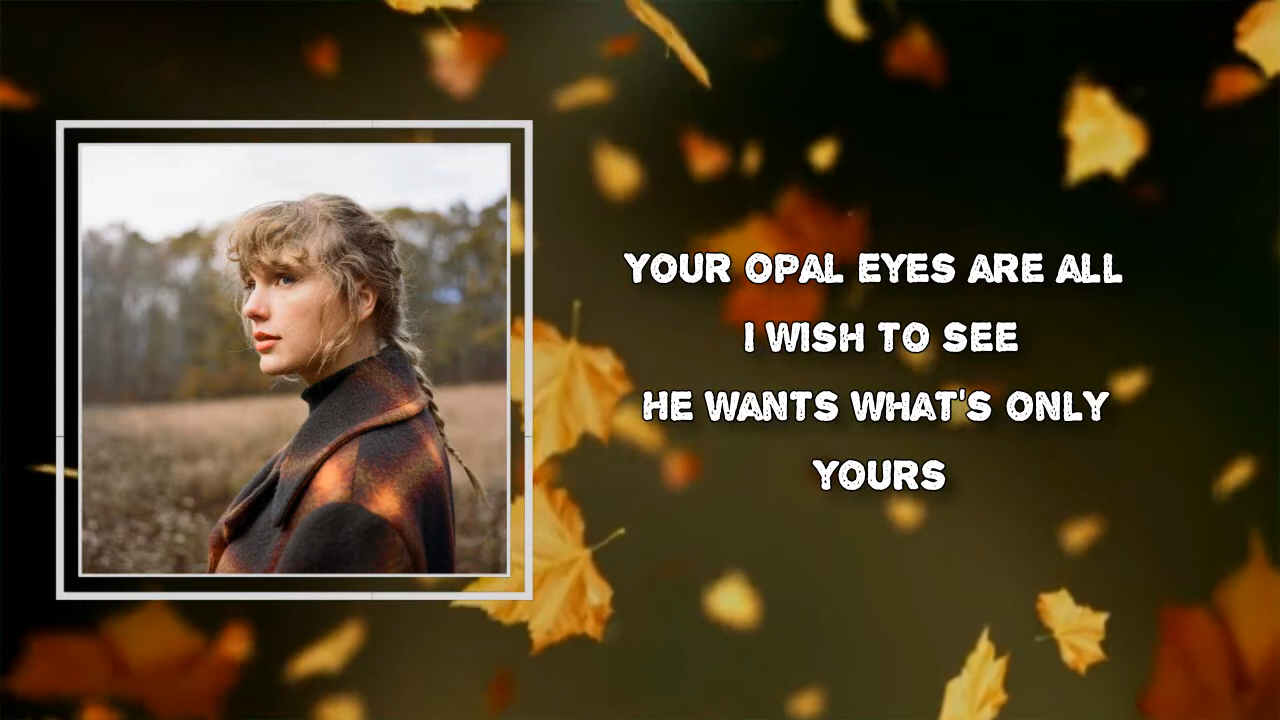 YOUR OPAL EYES ARE ALL
I WISH TO SEE
HE WANTS WHAT'S ONLY
YOURS